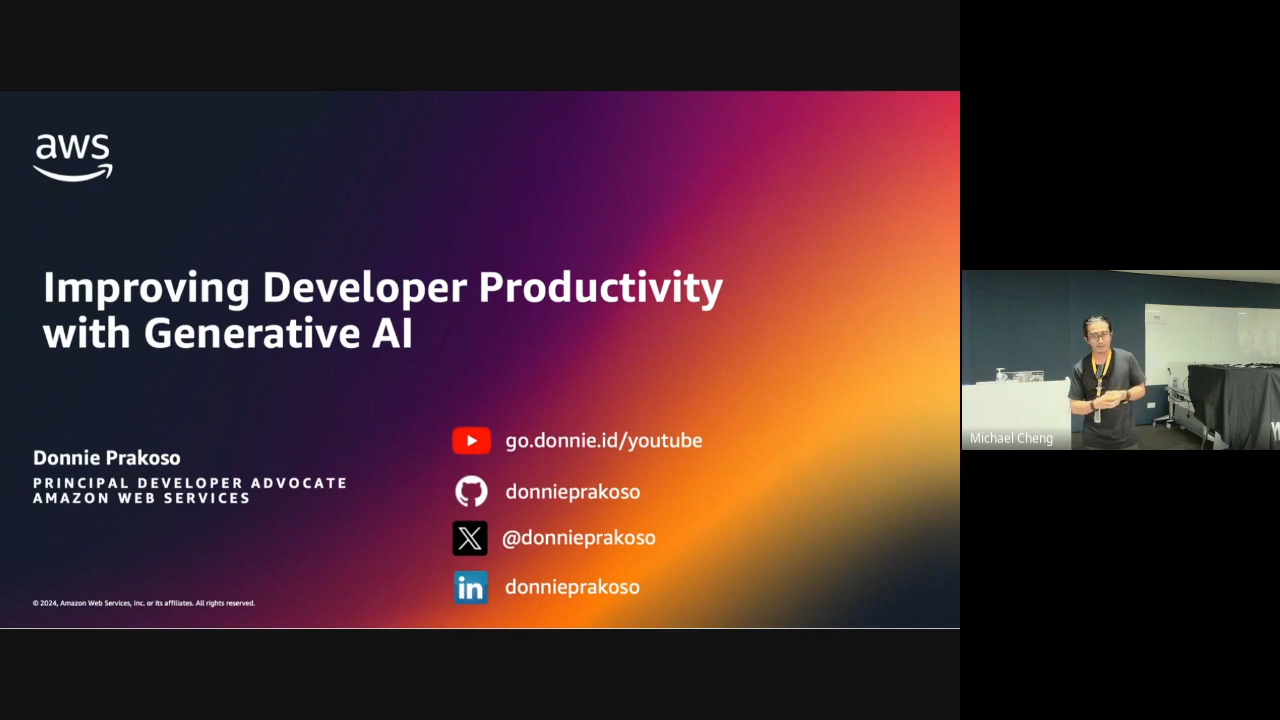 aws
Improving Developer Productivity
with Generative AI
Donnie Prakoso
PRINCIPAL DEVELOPER ADVOCATE
AMAZON WEB SERVICES
go.donnie.id/youtube
donnieprakoso
@donnieprakoso
donnieprakoso
© 2024, Amazon Web Services, Inc. or its affiliates. All rights reserved.
Michael Cheng